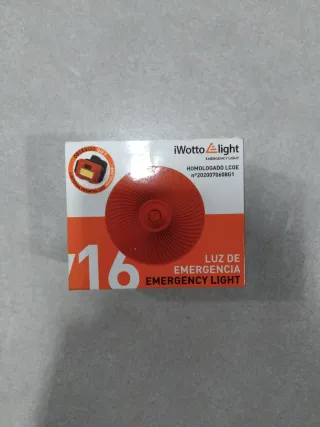 iWotto light
EMERGENCY LIGHT
HOMOLOGADO LCOE
nº2020070608G1
V16
LUZ DE
EMERGENCIA
EMERGENCY LIGHT